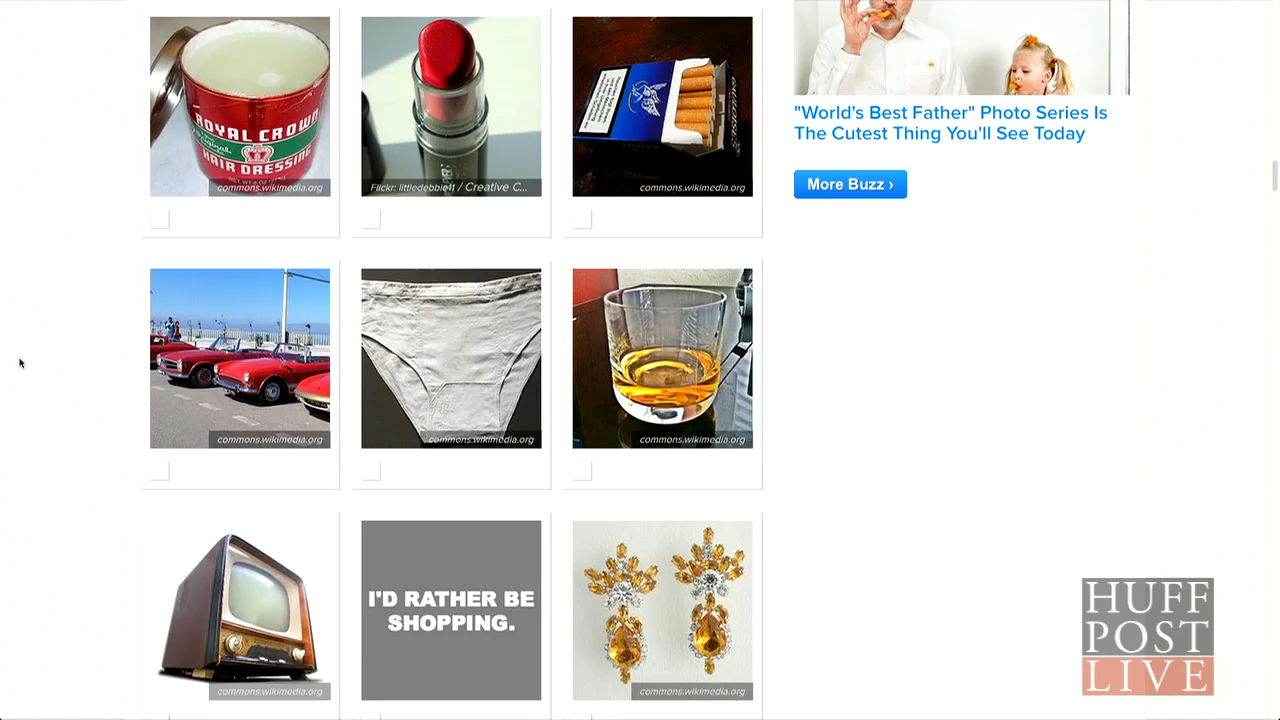 ROYAL CROWN
Original
HAIR DRESSING
commons.wikimedia.org
Flickr: littledebbie11 / Creative C...
commons.wikimedia.org
"World's Best Father" Photo Series Is
The Cutest Thing You'll See Today
More Buzz ›
commons.wikimedia.org
commons.wikimedia.org
commons.wikimedia.org
commons.wikimedia.org
I'D RATHER BE
SHOPPING.
commons.wikimedia.org
HUFF
POST
LIVE